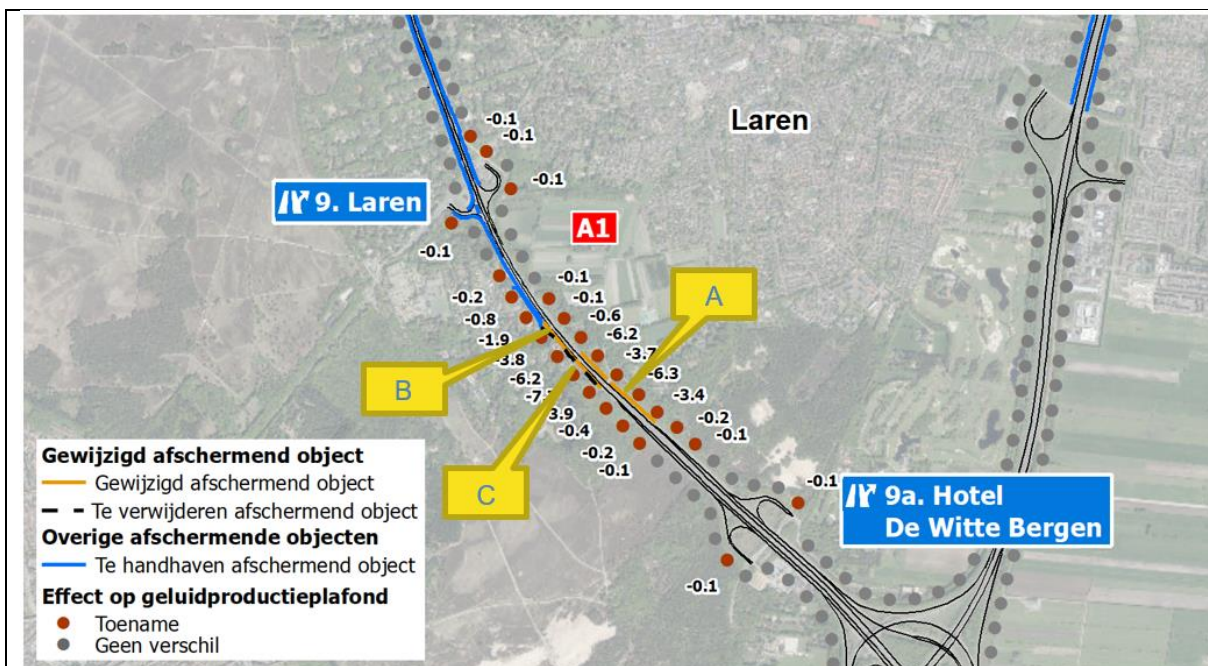 -0.1
-0.1
Laren
-0.1
9. Laren
A1
-0.1
-0.1
-0.2
-0.1
A
-0.8
-0.6
-6.2
-1.9
-3.7
-3.8
-6.3
B
-6.2
-3.4
-7.
3.9
-0.2
-0.4
-0.1
Gewijzigd afschermend object
Gewijzigd afschermend object
Te verwijderen afschermend object
Overige afschermende objecten
Te handhaven afschermend object
Effect op geluidproductieplafond
Toename
Geen verschil
-0.2
-0.1
C
-0.1
9a. Hotel
De Witte Bergen
-0.1